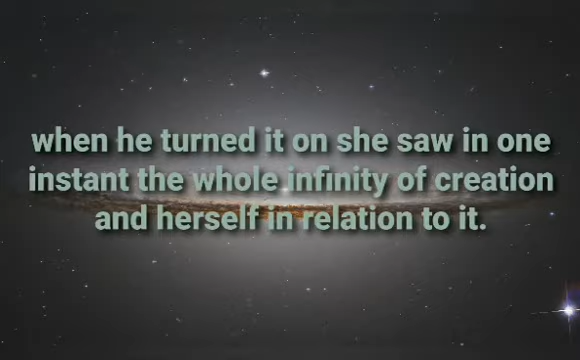 when he turned it on she saw in one
instant the whole infinity of creation
and herself in relation to it.